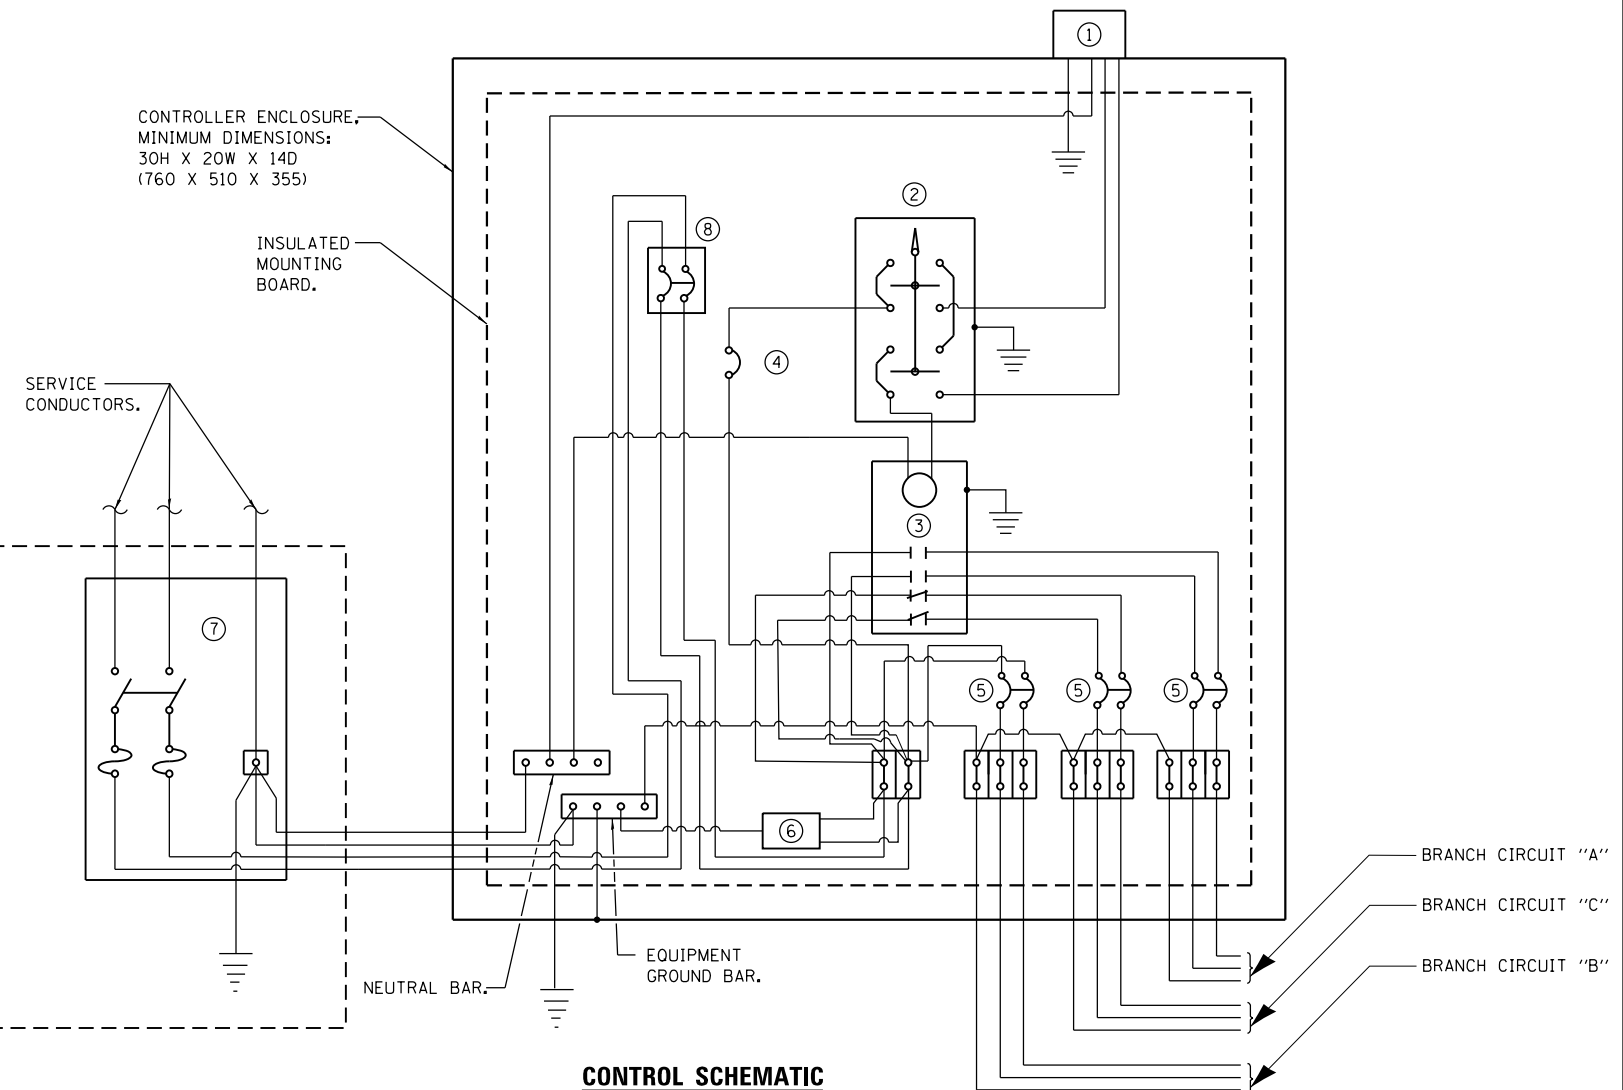 1
CONTROLLER ENCLOSURE,
MINIMUM DIMENSIONS:
30H X 20W X 14D
(760 X 510 X 355)
2
8
INSULATED
MOUNTING
BOARD.
4
SERVICE
CONDUCTORS.
3
7
5
5
5
6
BRANCH CIRCUIT "A"
BRANCH CIRCUIT "C"
BRANCH CIRCUIT "B"
EQUIPMENT
GROUND BAR.
NEUTRAL BAR.
CONTROL SCHEMATIC